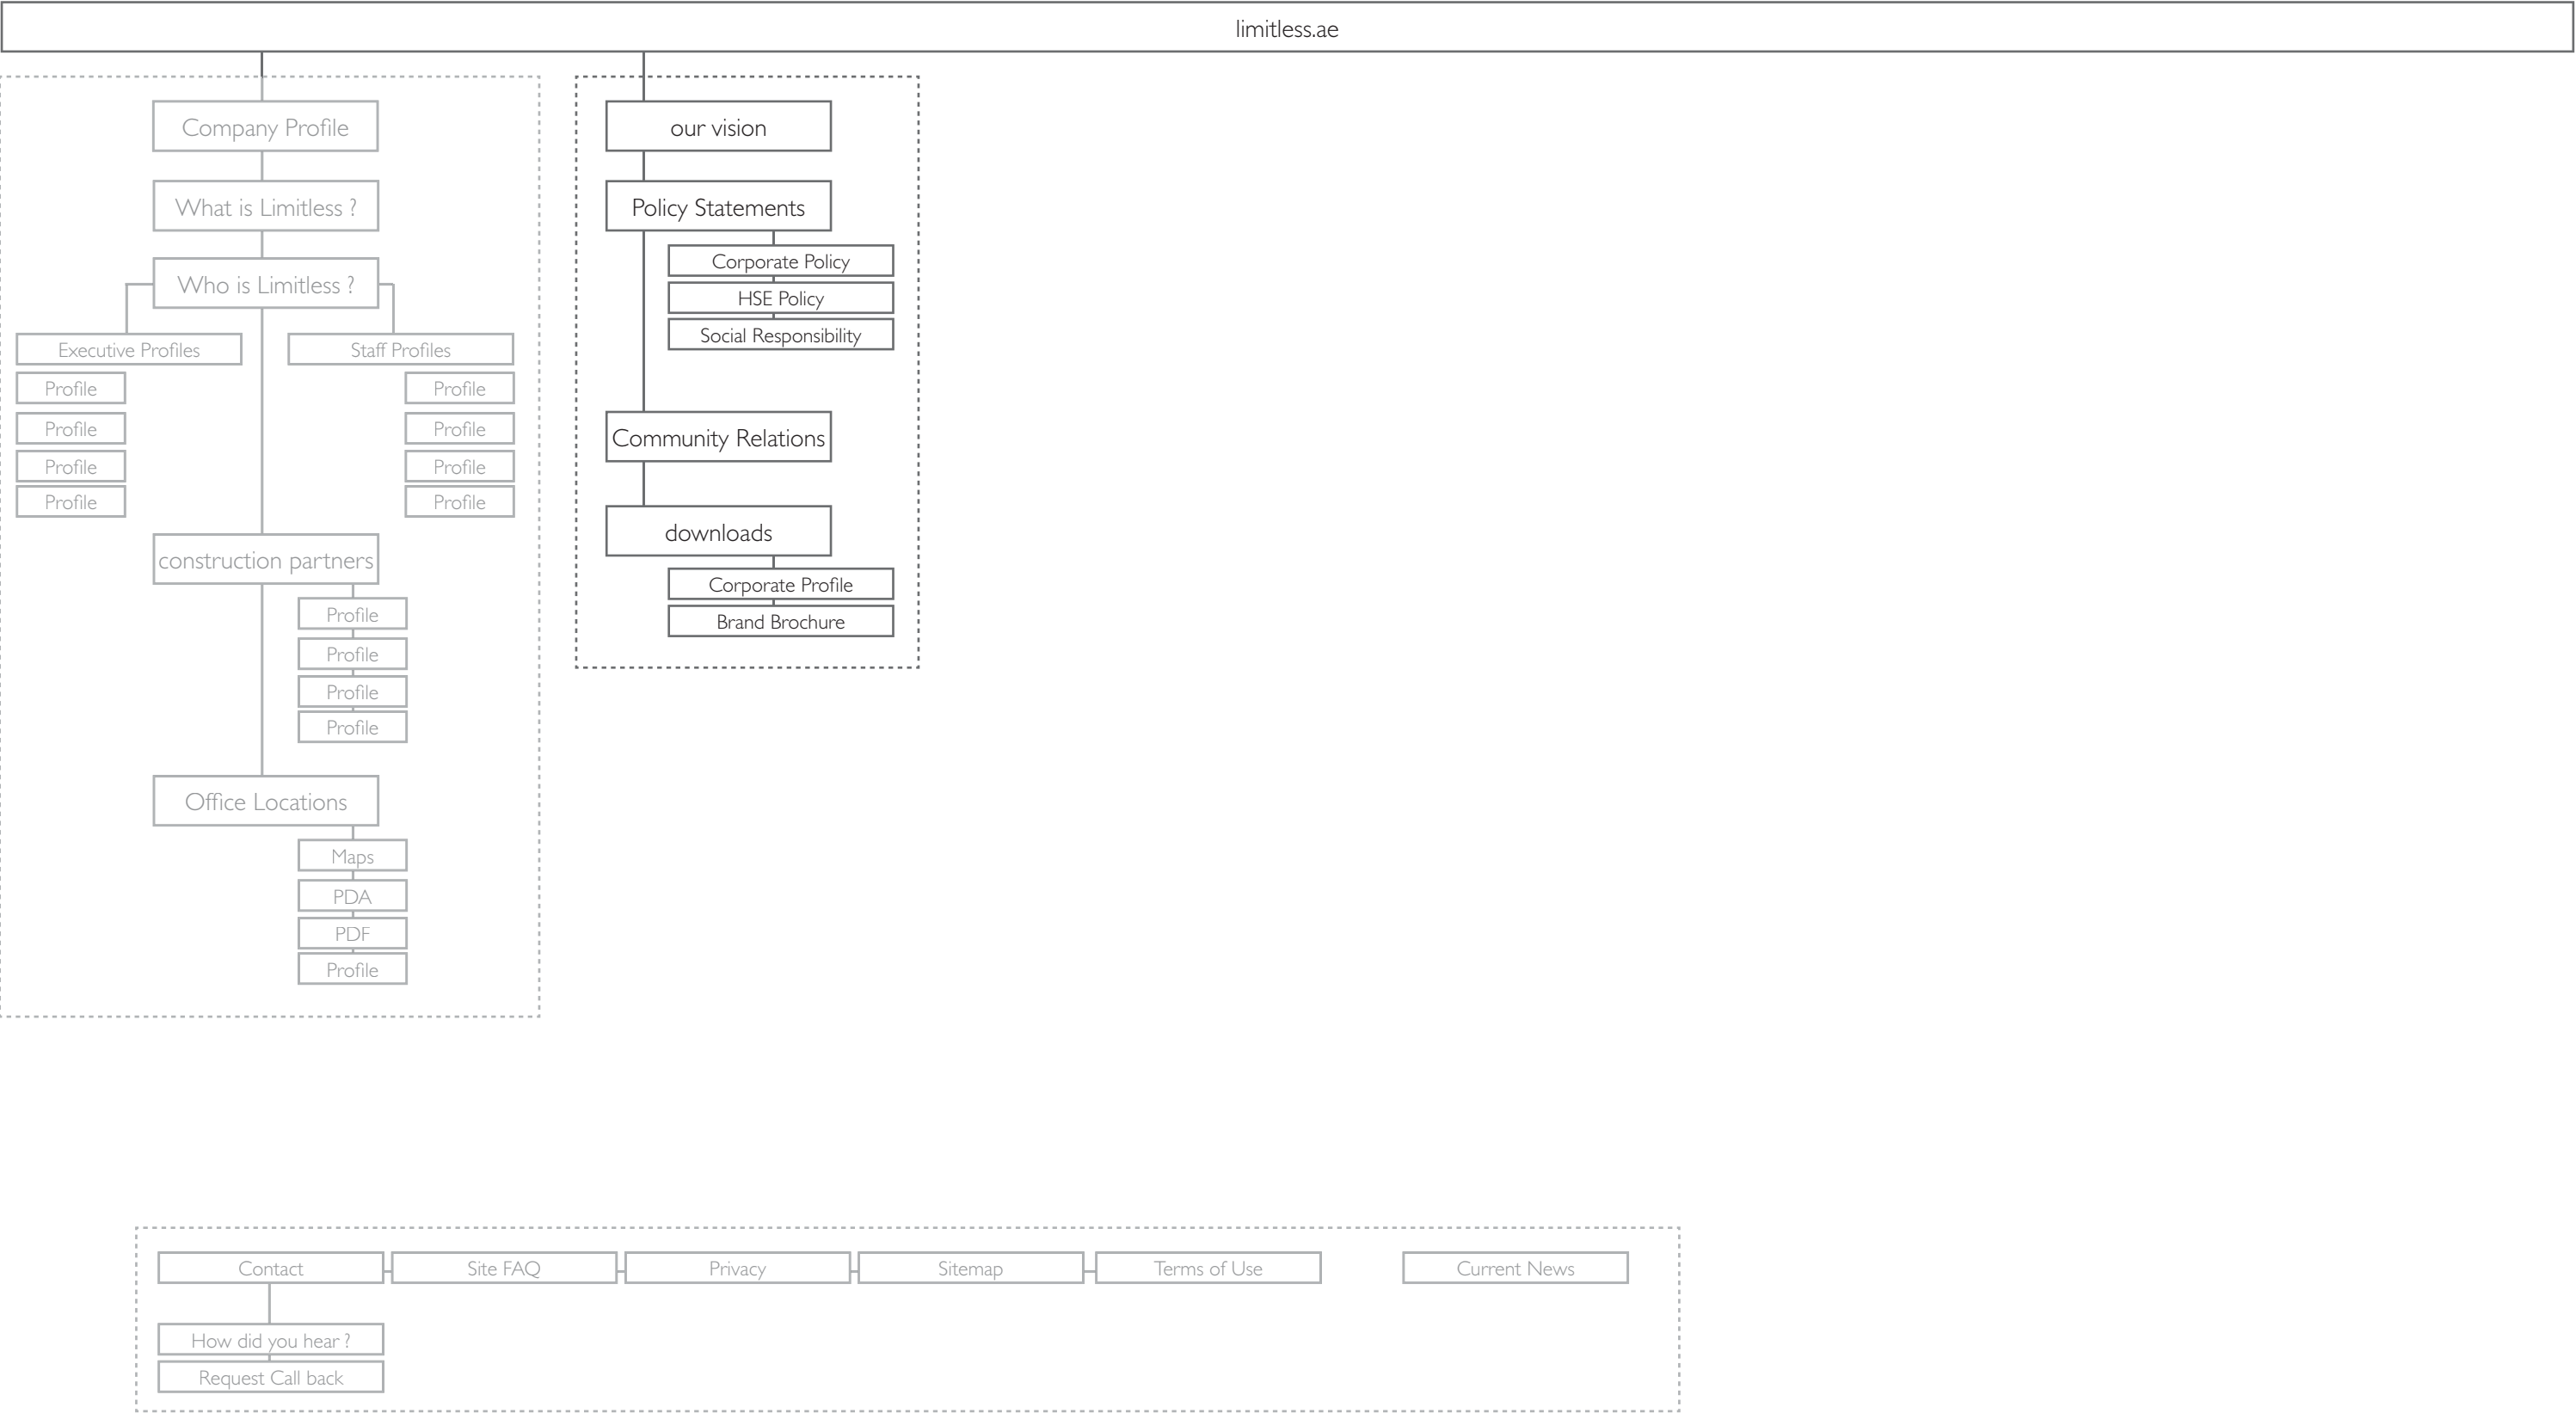 limitless.ae
Company Profile
What is Limitless ?
Who is Limitless ?
Executive Profiles
Profile
Profile
Profile
Profile
Staff Profiles
Profile
Profile
Profile
Profile
construction partners
Profile
Profile
Profile
Profile
Office Locations
Maps
PDA
PDF
Profile
our vision
Policy Statements
Corporate Policy
HSE Policy
Social Responsibility
Community Relations
downloads
Corporate Profile
Brand Brochure
Contact
How did you hear ?
Request Call back
Site FAQ
Privacy
Sitemap
Terms of Use
Current News